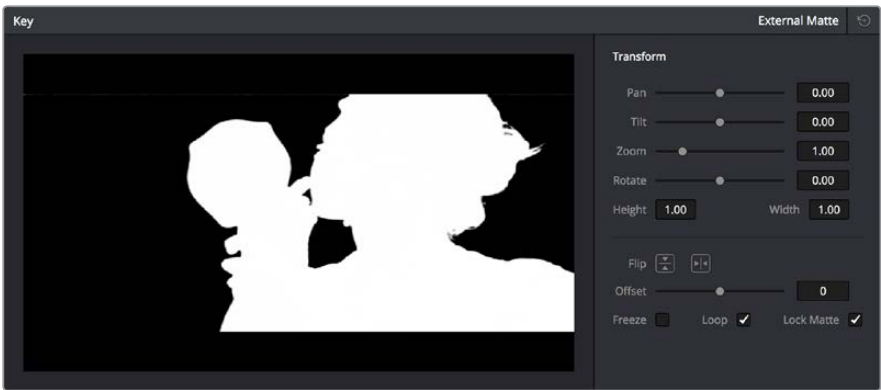 Key External Matte
Transform
Pan 0.00
Tilt 0.00
Zoom 1.00
Rotate 0.00
Height 1.00 Width 1.00
Flip
Offset 0
Freeze Loop Lock Matte